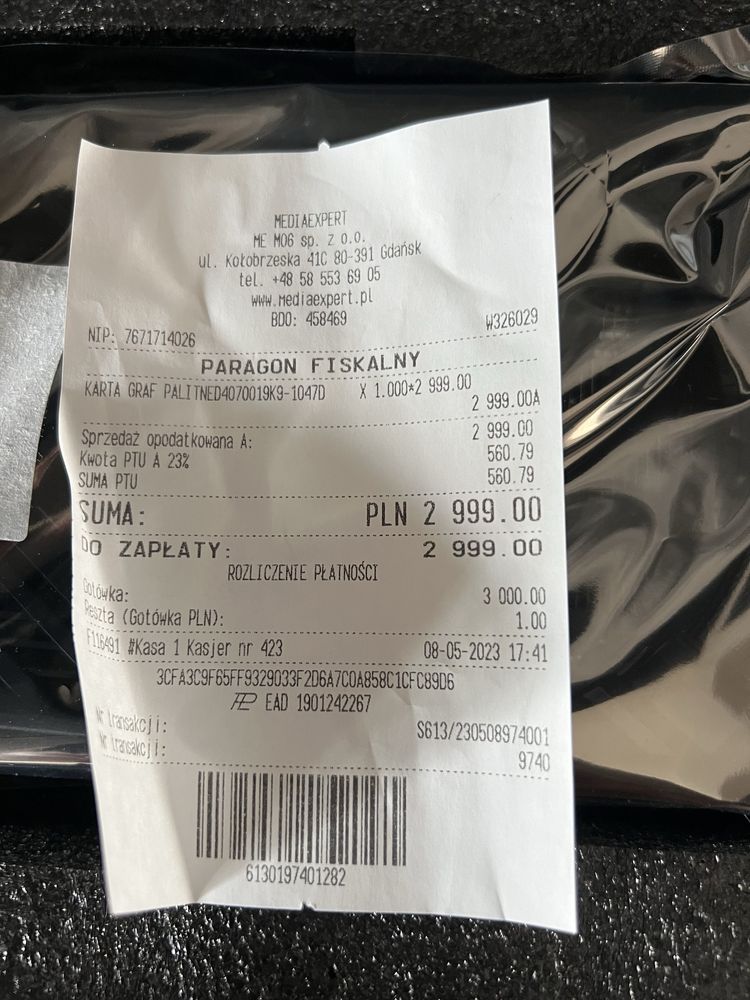 MEDIAEXPERT
ME M06 sp. z o.o.
ul. Kołobrzeska 41C 80-391 Gdańsk
tel. +48 58 553 69 05
www.mediaexpert.pl
BDO: 458469
NIP: 7671714026 W326029
PARAGON FISKALNY
KARTA GRAF PALITNED4070019K9-1047D X 1.000*2 999.00
2 999.00A
Sprzedaż opodatkowana A: 2 999.00
Kwota PTU A 23% 560.79
SUMA PTU 560.79
SUMA: PLN 2 999.00
DO ZAPŁATY: 2 999.00
ROZLICZENIE PŁATNOŚCI
Gotówka: 3 000.00
Reszta (Gotówka PLN): 1.00
F116491 #Kasa 1 Kasjer nr 423 08-05-2023 17:41
3CFA3C9F65FF9329033F2D6A7C0A858C1CFC89D6
EAD 1901242267
Nr transakcji: S613/230508974001
Nr transakcji: 9740
6130197401282